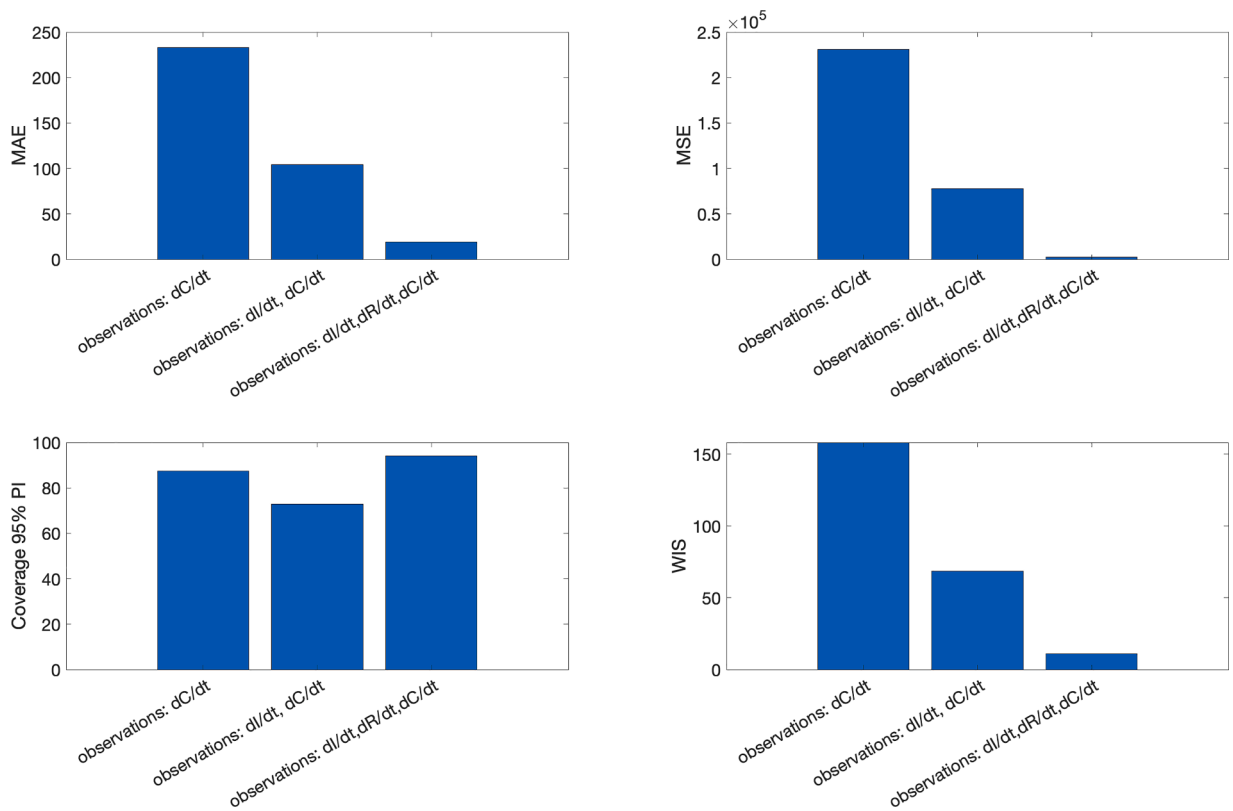 250
200
150
100
50
0
MAE
observations: dC/dt
observations: dI/dt, dC/dt
observations: dI/dt,dR/dt,dC/dt
×10^5
2.5
2
1.5
1
0.5
0
MSE
observations: dC/dt
observations: dI/dt, dC/dt
observations: dI/dt,dR/dt,dC/dt
100
80
60
40
20
0
Coverage 95% PI
observations: dC/dt
observations: dI/dt, dC/dt
observations: dI/dt,dR/dt,dC/dt
150
100
50
0
WIS
observations: dC/dt
observations: dI/dt, dC/dt
observations: dI/dt,dR/dt,dC/dt